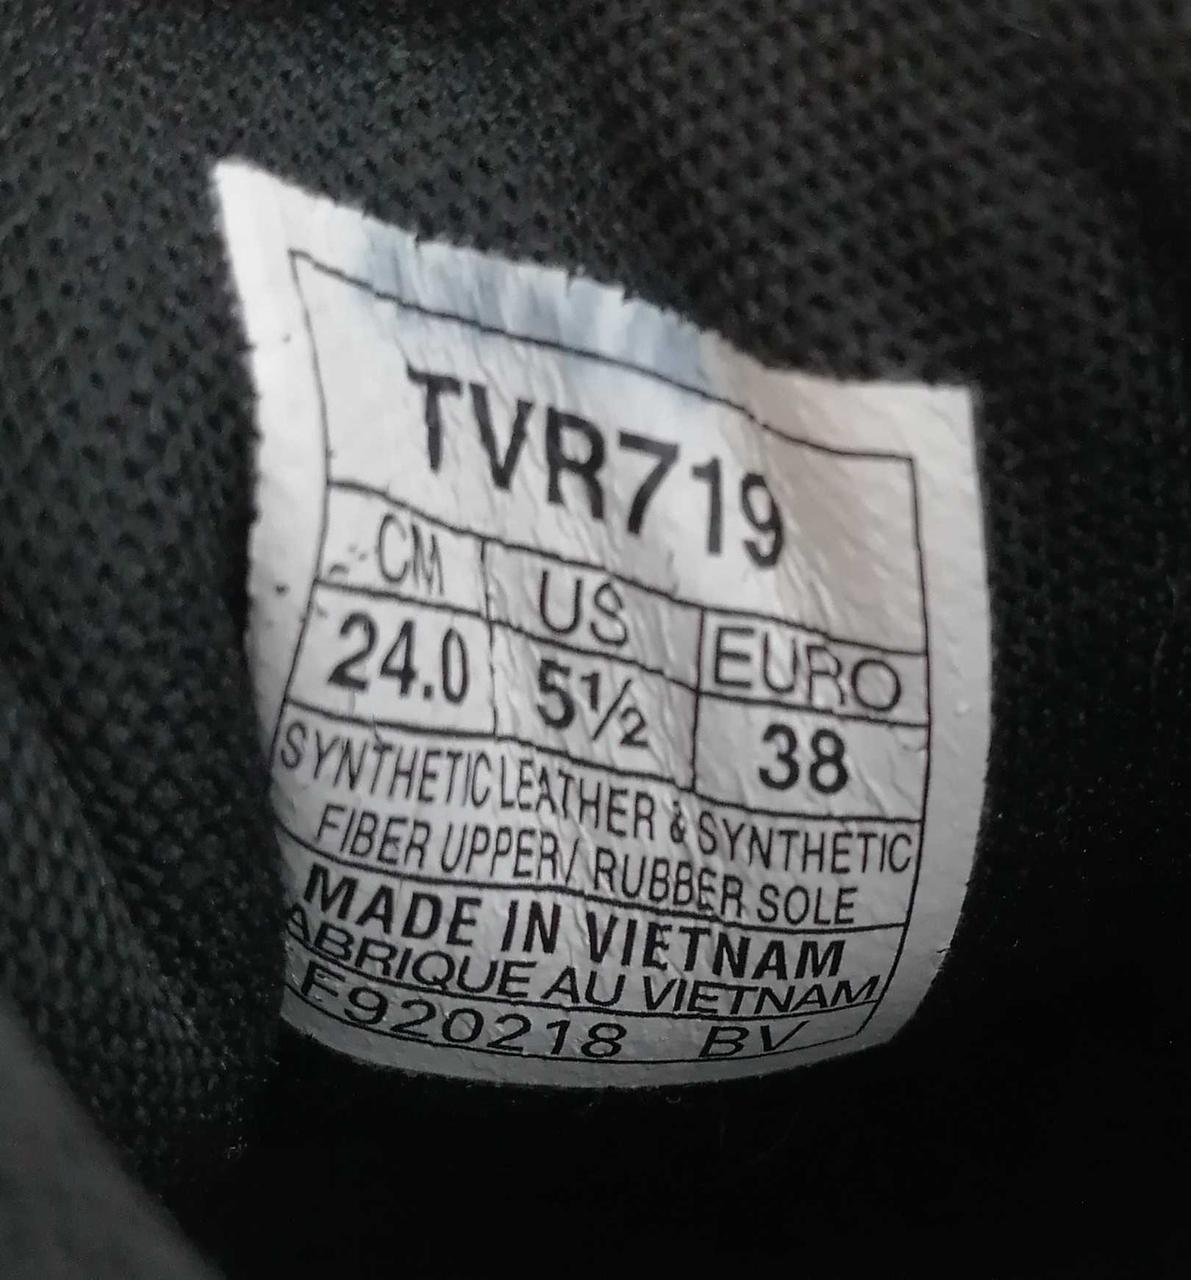 TVR719
CM US EURO
24.0 5½ 38
SYNTHETIC LEATHER & SYNTHETIC
FIBER UPPER/ RUBBER SOLE
MADE IN VIETNAM
ABRIQUE AU VIETNAM
F920218 BV